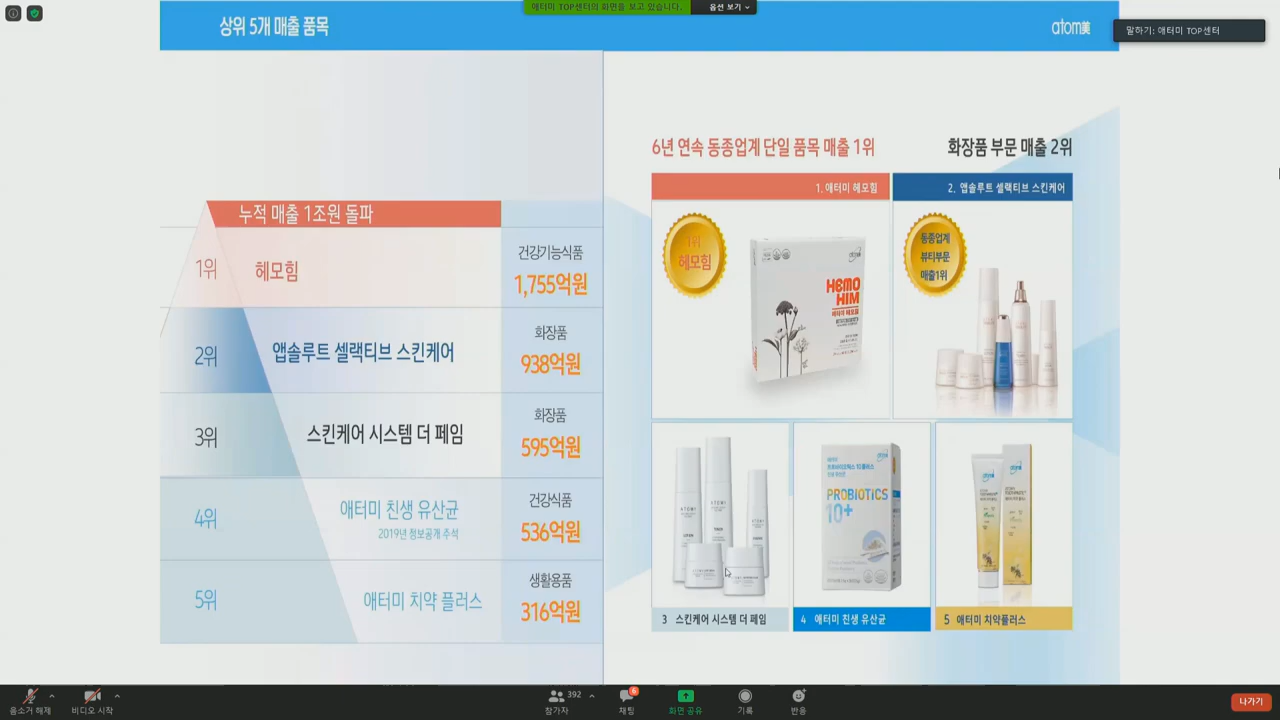 애터미 TOP센터의 화면을 보고 있습니다.
옵션 보기
말하기: 애터미 TOP센터
상위 5개 매출 품목
atom美
누적 매출 1조원 돌파
1위
헤모힘
건강기능식품
1,755억원
2위
앱솔루트 셀랙티브 스킨케어
화장품
938억원
3위
스킨케어 시스템 더 페임
화장품
595억원
4위
애터미 친생 유산균
2019년 정보공개 주석
건강식품
536억원
5위
애터미 치약 플러스
생활용품
316억원
6년 연속 동종업계 단일 품목 매출 1위
화장품 부문 매출 2위
1. 애터미 헤모힘
2. 앱솔루트 셀랙티브 스킨케어
1위
헤모힘
HEMO
HIM
애터미 헤모힘
동종업계
뷰티부문
매출1위
PROBIOTICS
10+
atomi
atomi
3 스킨케어 시스템 더 페임
4 애터미 친생 유산균
5 애터미 치약플러스
음소거 해제
비디오 시작
392
참가자
6
채팅
화면 공유
기록
반응
나가기